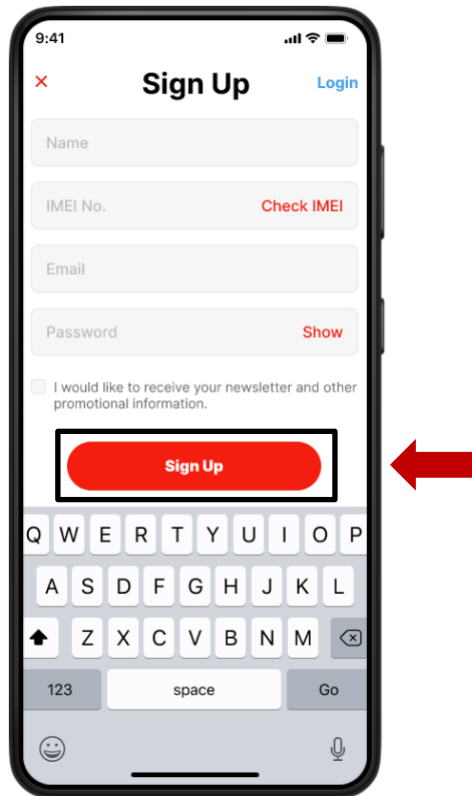 9:41
× Sign Up Login
Name
IMEI No. Check IMEI
Email
Password Show
I would like to receive your newsletter and other
promotional information.
Sign Up
Q W E R T Y U I O P
A S D F G H J K L
Z X C V B N M
123 space Go